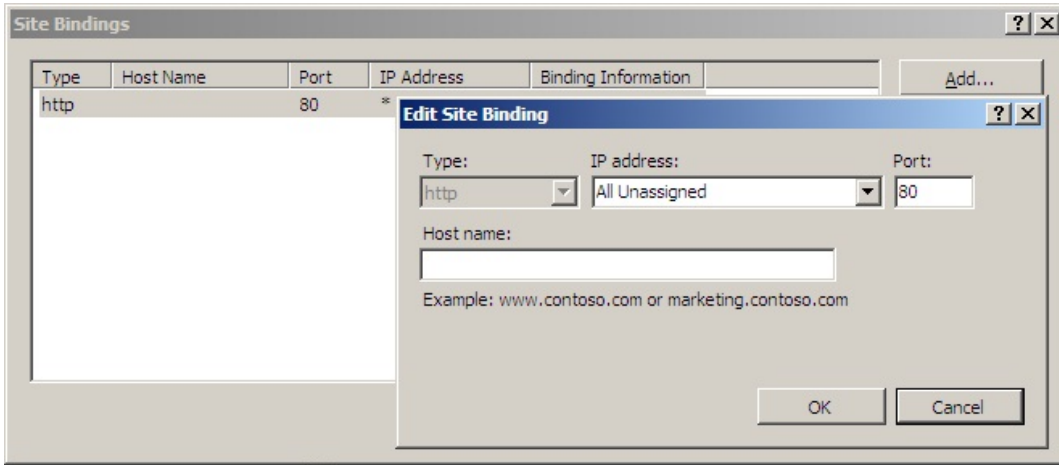 Site Bindings
Type Host Name Port IP Address Binding Information Add...
http 80 *
Edit Site Binding
Type: IP address: Port:
http All Unassigned 80
Host name:
Example: www.contoso.com or marketing.contoso.com
OK Cancel